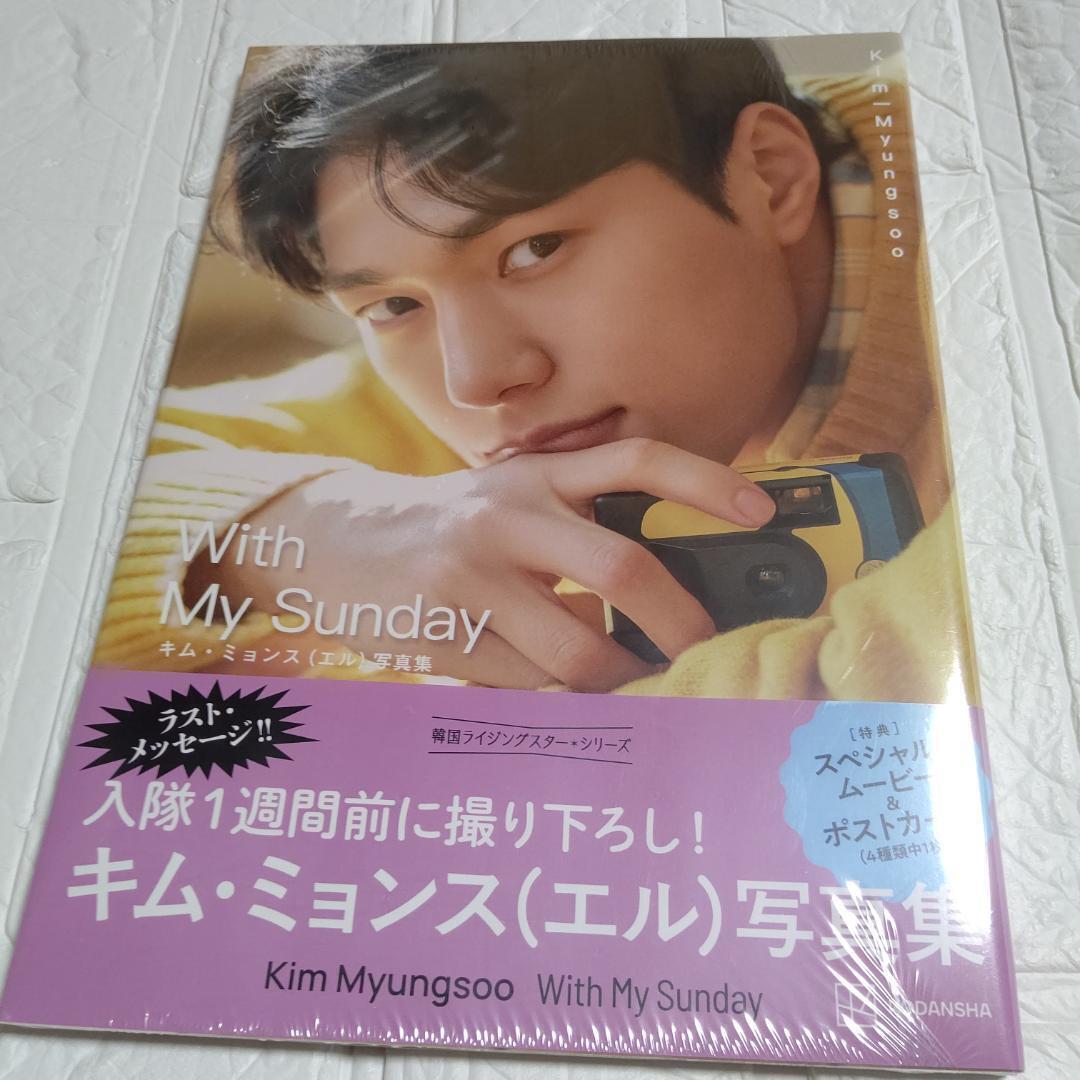 Kim Myungsoo
With
My Sunday
キム・ミョンス(エル)写真集
ラスト・
メッセージ!!
韓国ライジングスター*シリーズ
[特典]
スペシャル
ムービー
&
ポストカー
(4種類中1
入隊1週間前に撮り下ろし!
キム・ミョンス(エル)写真集
Kim Myungsoo With My Sunday
KODANSHA